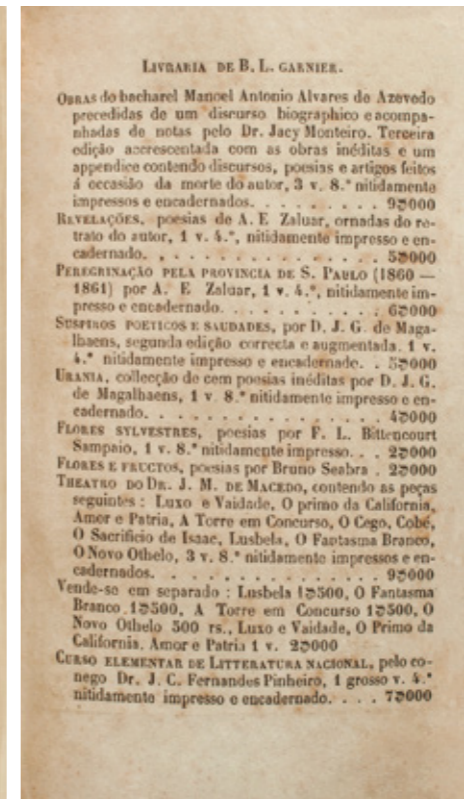 LIVRARIA DE B. L. GARNIER.
OBRAS do bacharel Manoel Antonio Alvares de Azevedo
precedidas de um discurso biographico e acompa-
nhadas de notas pelo Dr. Jacy Monteiro. Terceira
edição accrescentada com as obras inéditas e um
appendice contendo discursos, poesias e artigos feitos
á occasião da morte do autor, 3 v. 8.° nitidamente
impressos e encadernados. . . . . . . . . 9$000
REVELAÇÕES, poesias de A. E Zaluar, ornadas do re-
trato do autor, 1 v. 4.°, nitidamente impresso e en-
cadernado. . . . . . . . . . . . . . . . 5$000
PEREGRINAÇÃO PELA PROVINCIA DE S. PAULO (1860 —
1861) por A. E Zaluar, 1 v. 4.°, nitidamente im-
presso e encadernado. . . . . . . . . . . 6$000
SUSPIROS POETICOS E SAUDADES, por D. J. G. de Maga-
lhaens, segunda edição correcta e augmentada. 1 v.
4.° nitidamente impresso e encadernado. . 5$000
URANIA, collecção de cem poesias inéditas por D. J. G.
de Magalhaens, 1 v. 8.° nitidamente impresso e en-
cadernado. . . . . . . . . . . . . . . . 4$000
FLORES SYLVESTRES, poesias por F. L. Bittencourt
Sampaio, 1 v. 8.° nitidamente impresso. . . 2$000
FLORES E FRUCTOS, poesias por Bruno Seabra . 2$000
THEATRO DO DR. J. M. DE MACEDO, contendo as peças
seguintes : Luxo e Vaidade, O primo da California,
Amor e Patria, A Torre em Concurso, O Cego, Cobé,
O Sacrificio de Isaac, Lusbela, O Fantasma Branco,
O Novo Othelo, 3 v. 8.° nitidamente impressos e en-
cadernados. . . . . . . . . . . . . . . . 9$000
Vende-se em separado : Lusbela 1$500, O Fantasma
Branco 1$500, A Torre em Concurso 1$500, O
Novo Othelo 500 rs., Luxo e Vaidade, O Primo da
California, Amor e Patria 1 v. 2$000
CURSO ELEMENTAR DE LITTERATURA NACIONAL, pelo co-
nego Dr. J. C. Fernandes Pinheiro, 1 grosso v. 4.°
nitidamente impresso e encadernado. . . . 7$000